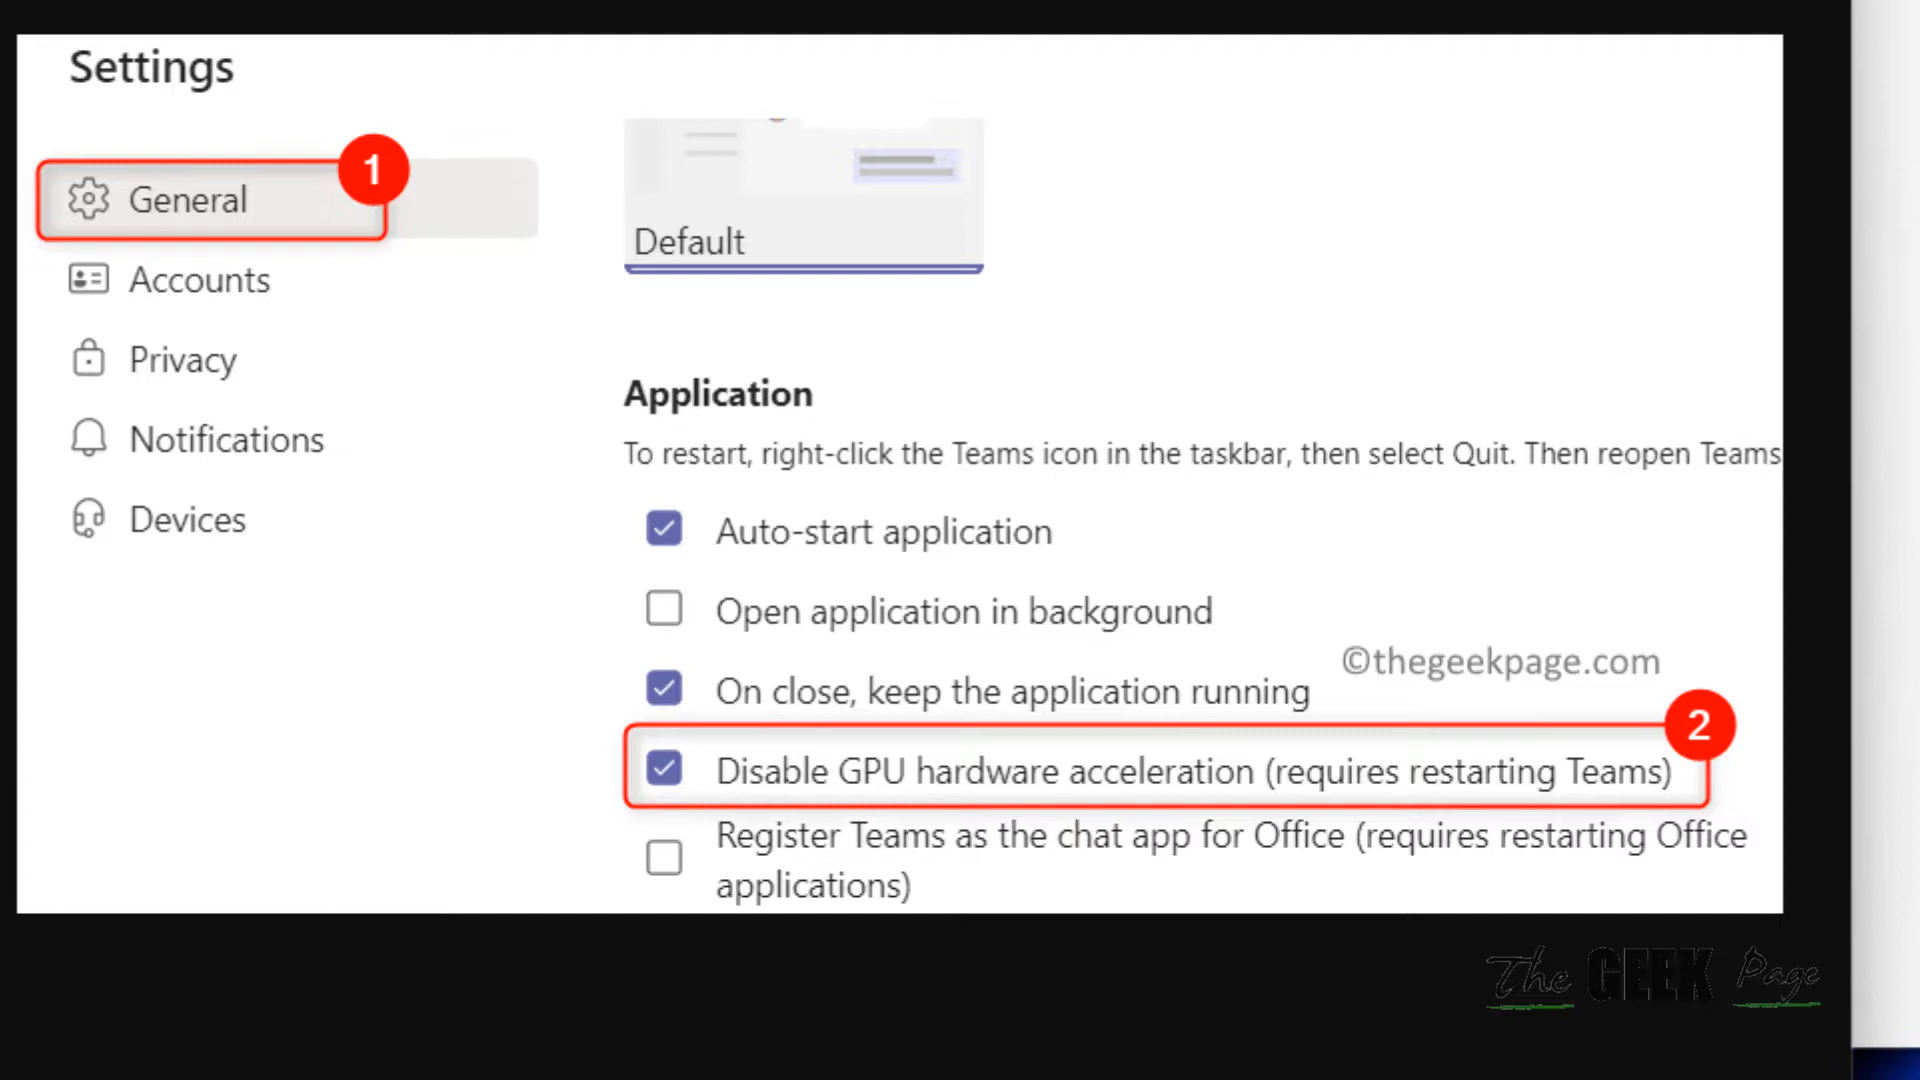 Settings
1
General
Accounts
Privacy
Notifications
Devices
Default
Application
To restart, right-click the Teams icon in the taskbar, then select Quit. Then reopen Teams
Auto-start application
Open application in background
©thegeekpage.com
On close, keep the application running
2
Disable GPU hardware acceleration (requires restarting Teams)
Register Teams as the chat app for Office (requires restarting Office
applications)
The GEEK Page